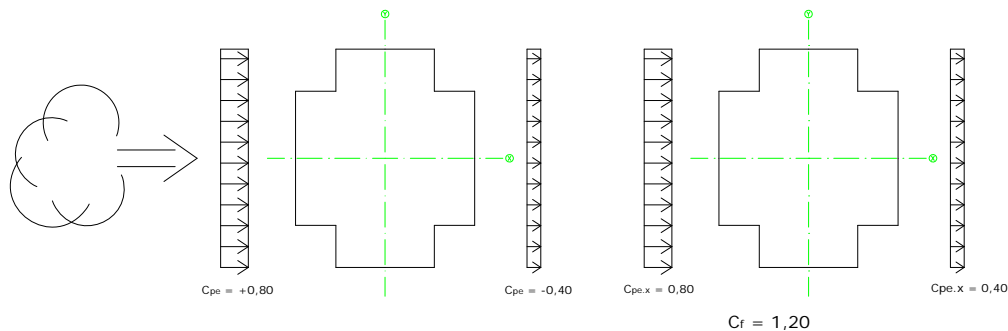 Y
X
Y
X
Cpe = +0,80
Cpe = -0,40
Cpe.x = 0,80
Cpe.x = 0,40
Cf = 1,20